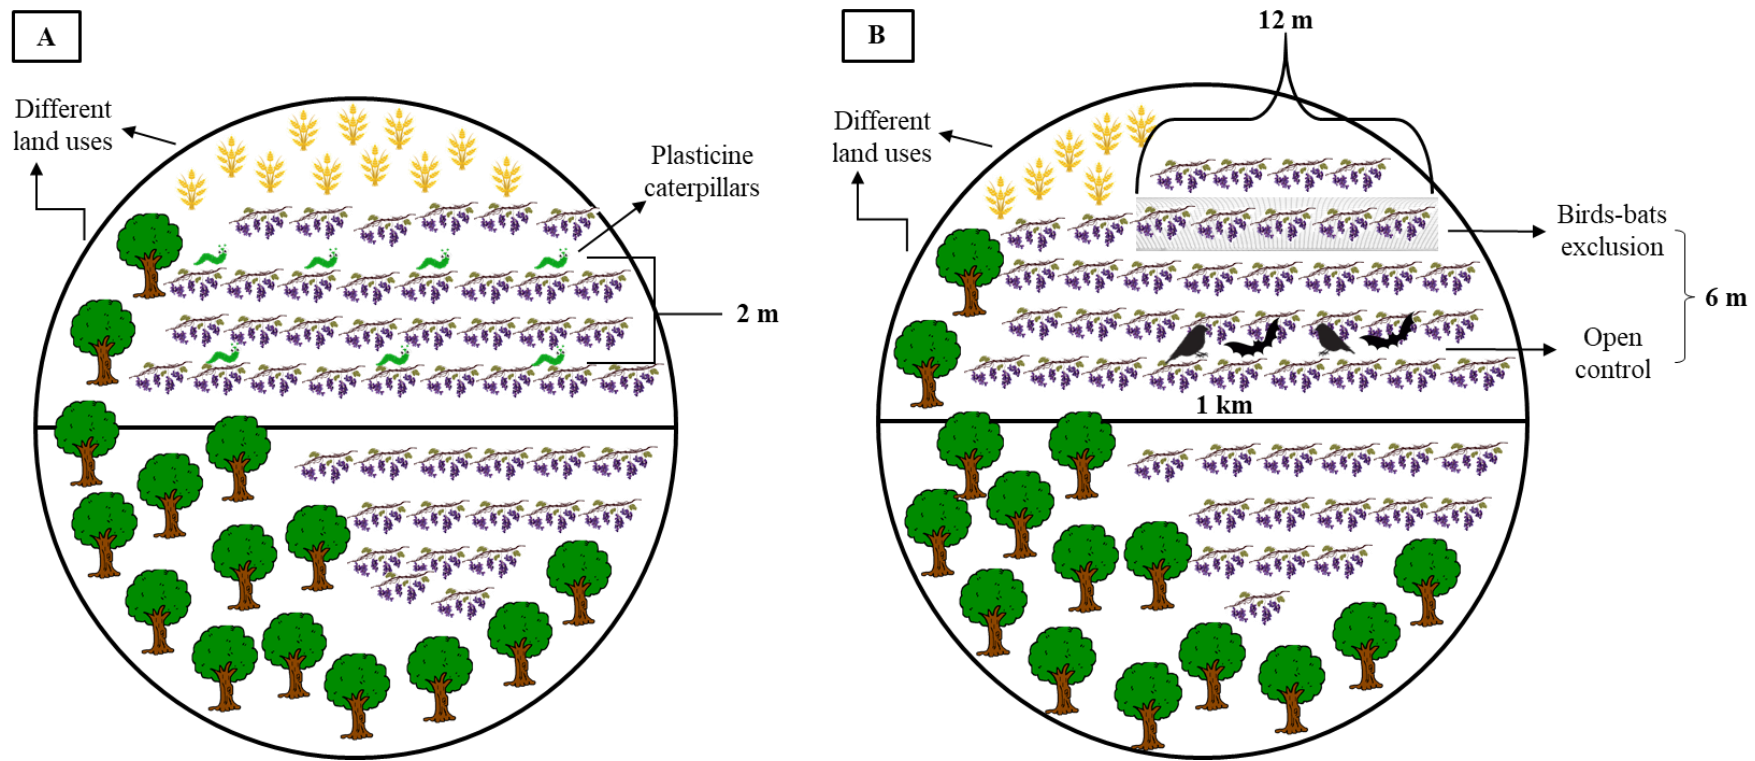 A
Different
land uses
Plasticine
caterpillars
2 m
B
12 m
Different
land uses
Birds-bats
exclusion
6 m
Open
control
1 km